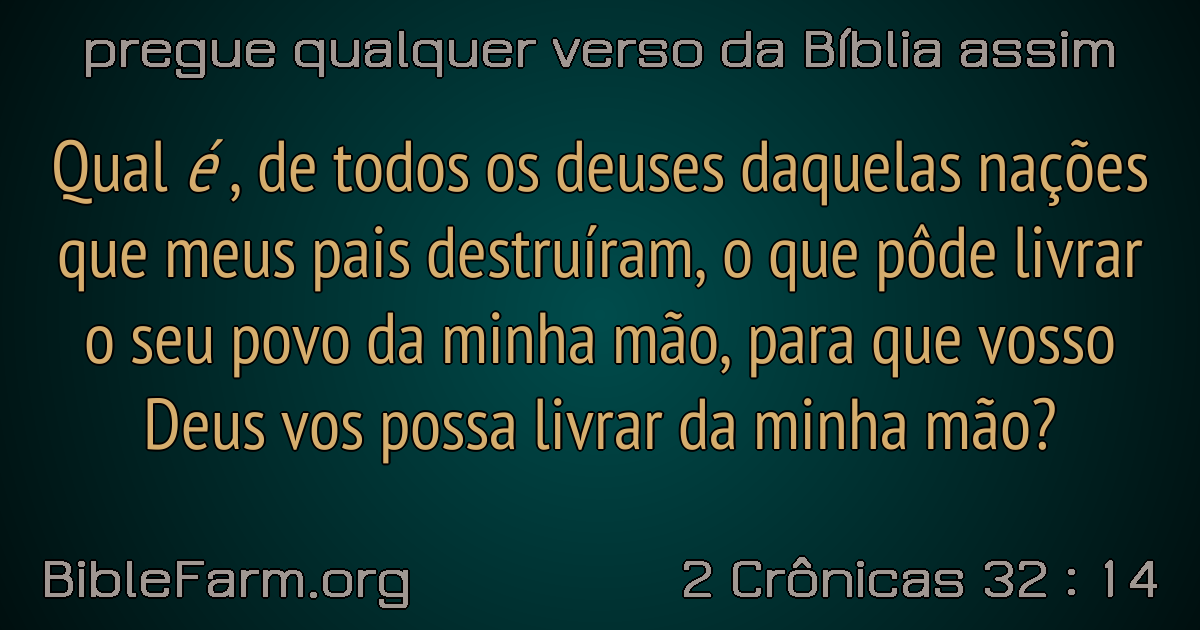 pregue qualquer verso da Bíblia assim
Qual é , de todos os deuses daquelas nações
que meus pais destruíram, o que pôde livrar
o seu povo da minha mão, para que vosso
Deus vos possa livrar da minha mão?
BibleFarm.org
2 Crônicas 32 : 14